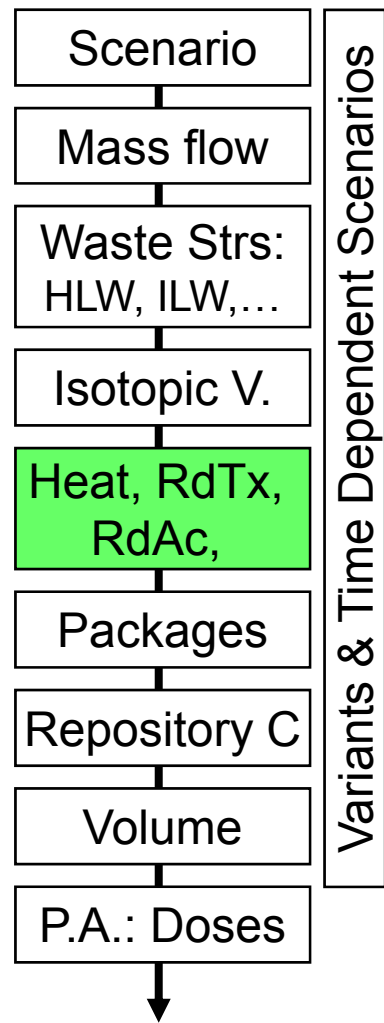 Scenario
Mass flow
Waste Strs:
HLW, ILW,…
Isotopic V.
Heat, RdTx,
RdAc,
Packages
Repository C
Volume
P.A.: Doses
Variants & Time Dependent Scenarios